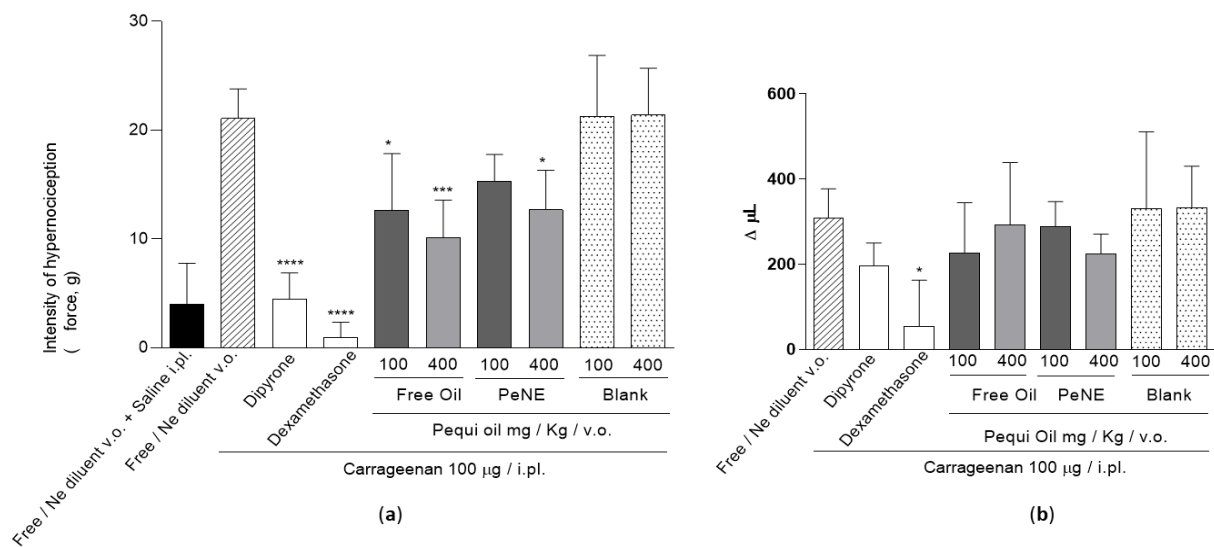 30
20
10
0
Intensity of hypernociception
( force, g)
*
***
*
****
****
100 400 100 400 100 400
Free Oil PeNE Blank
Pequi oil mg / Kg / v.o.
Carrageenan 100 µg / i.pl.
Free / Ne diluent v.o. + Saline i.pl.
Free / Ne diluent v.o.
Dipyrone
Dexamethasone
(a)
600
400
200
0
Δ µL
*
100 400 100 400 100 400
Free Oil PeNE Blank
Pequi Oil mg / Kg / v.o.
Carrageenan 100 µg / i.pl.
Free / Ne diluent v.o.
Dipyrone
Dexamethasone
(b)